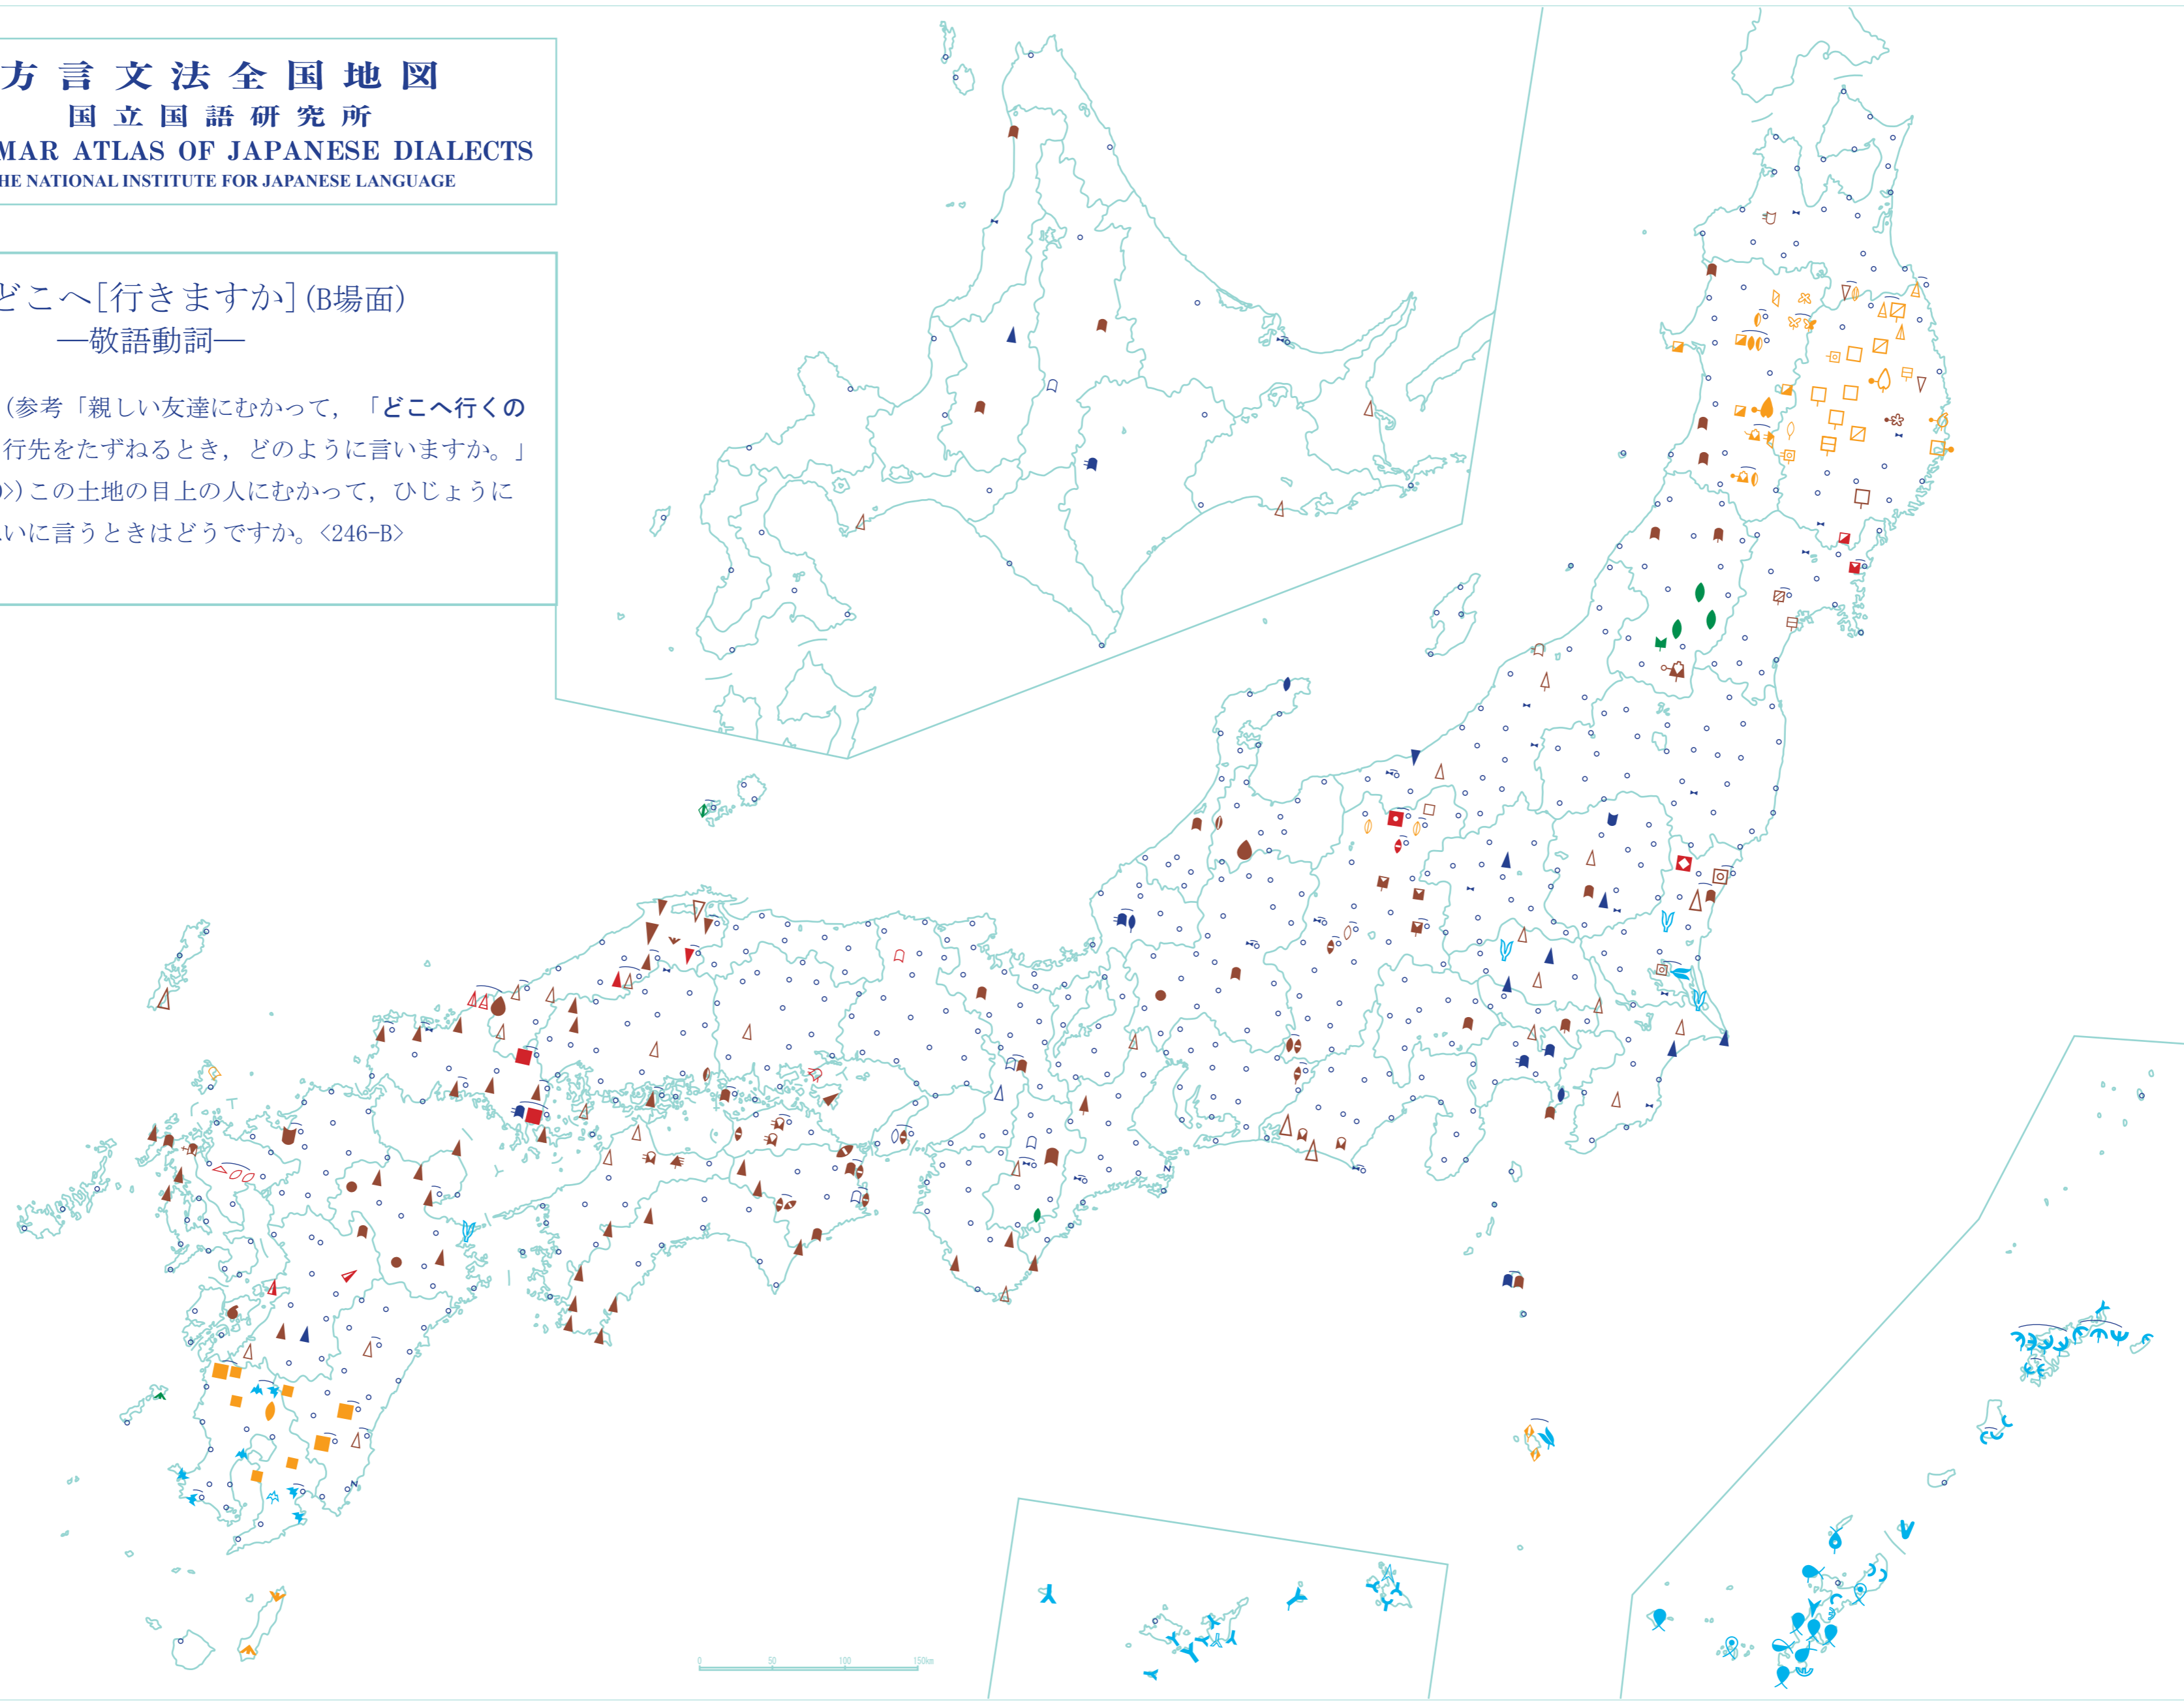 方言文法全国地図
国立国語研究所
MAR ATLAS OF JAPANESE DIALECTS
HE NATIONAL INSTITUTE FOR JAPANESE LANGUAGE
どこへ[行きますか](B場面)
―敬語動詞―
(参考「親しい友達にむかって,「どこへ行くの
行先をたずねるとき,どのように言いますか。」
>)この土地の目上の人にむかって,ひじょうに
いに言うときはどうですか。<246-B>
0 50 100 150km